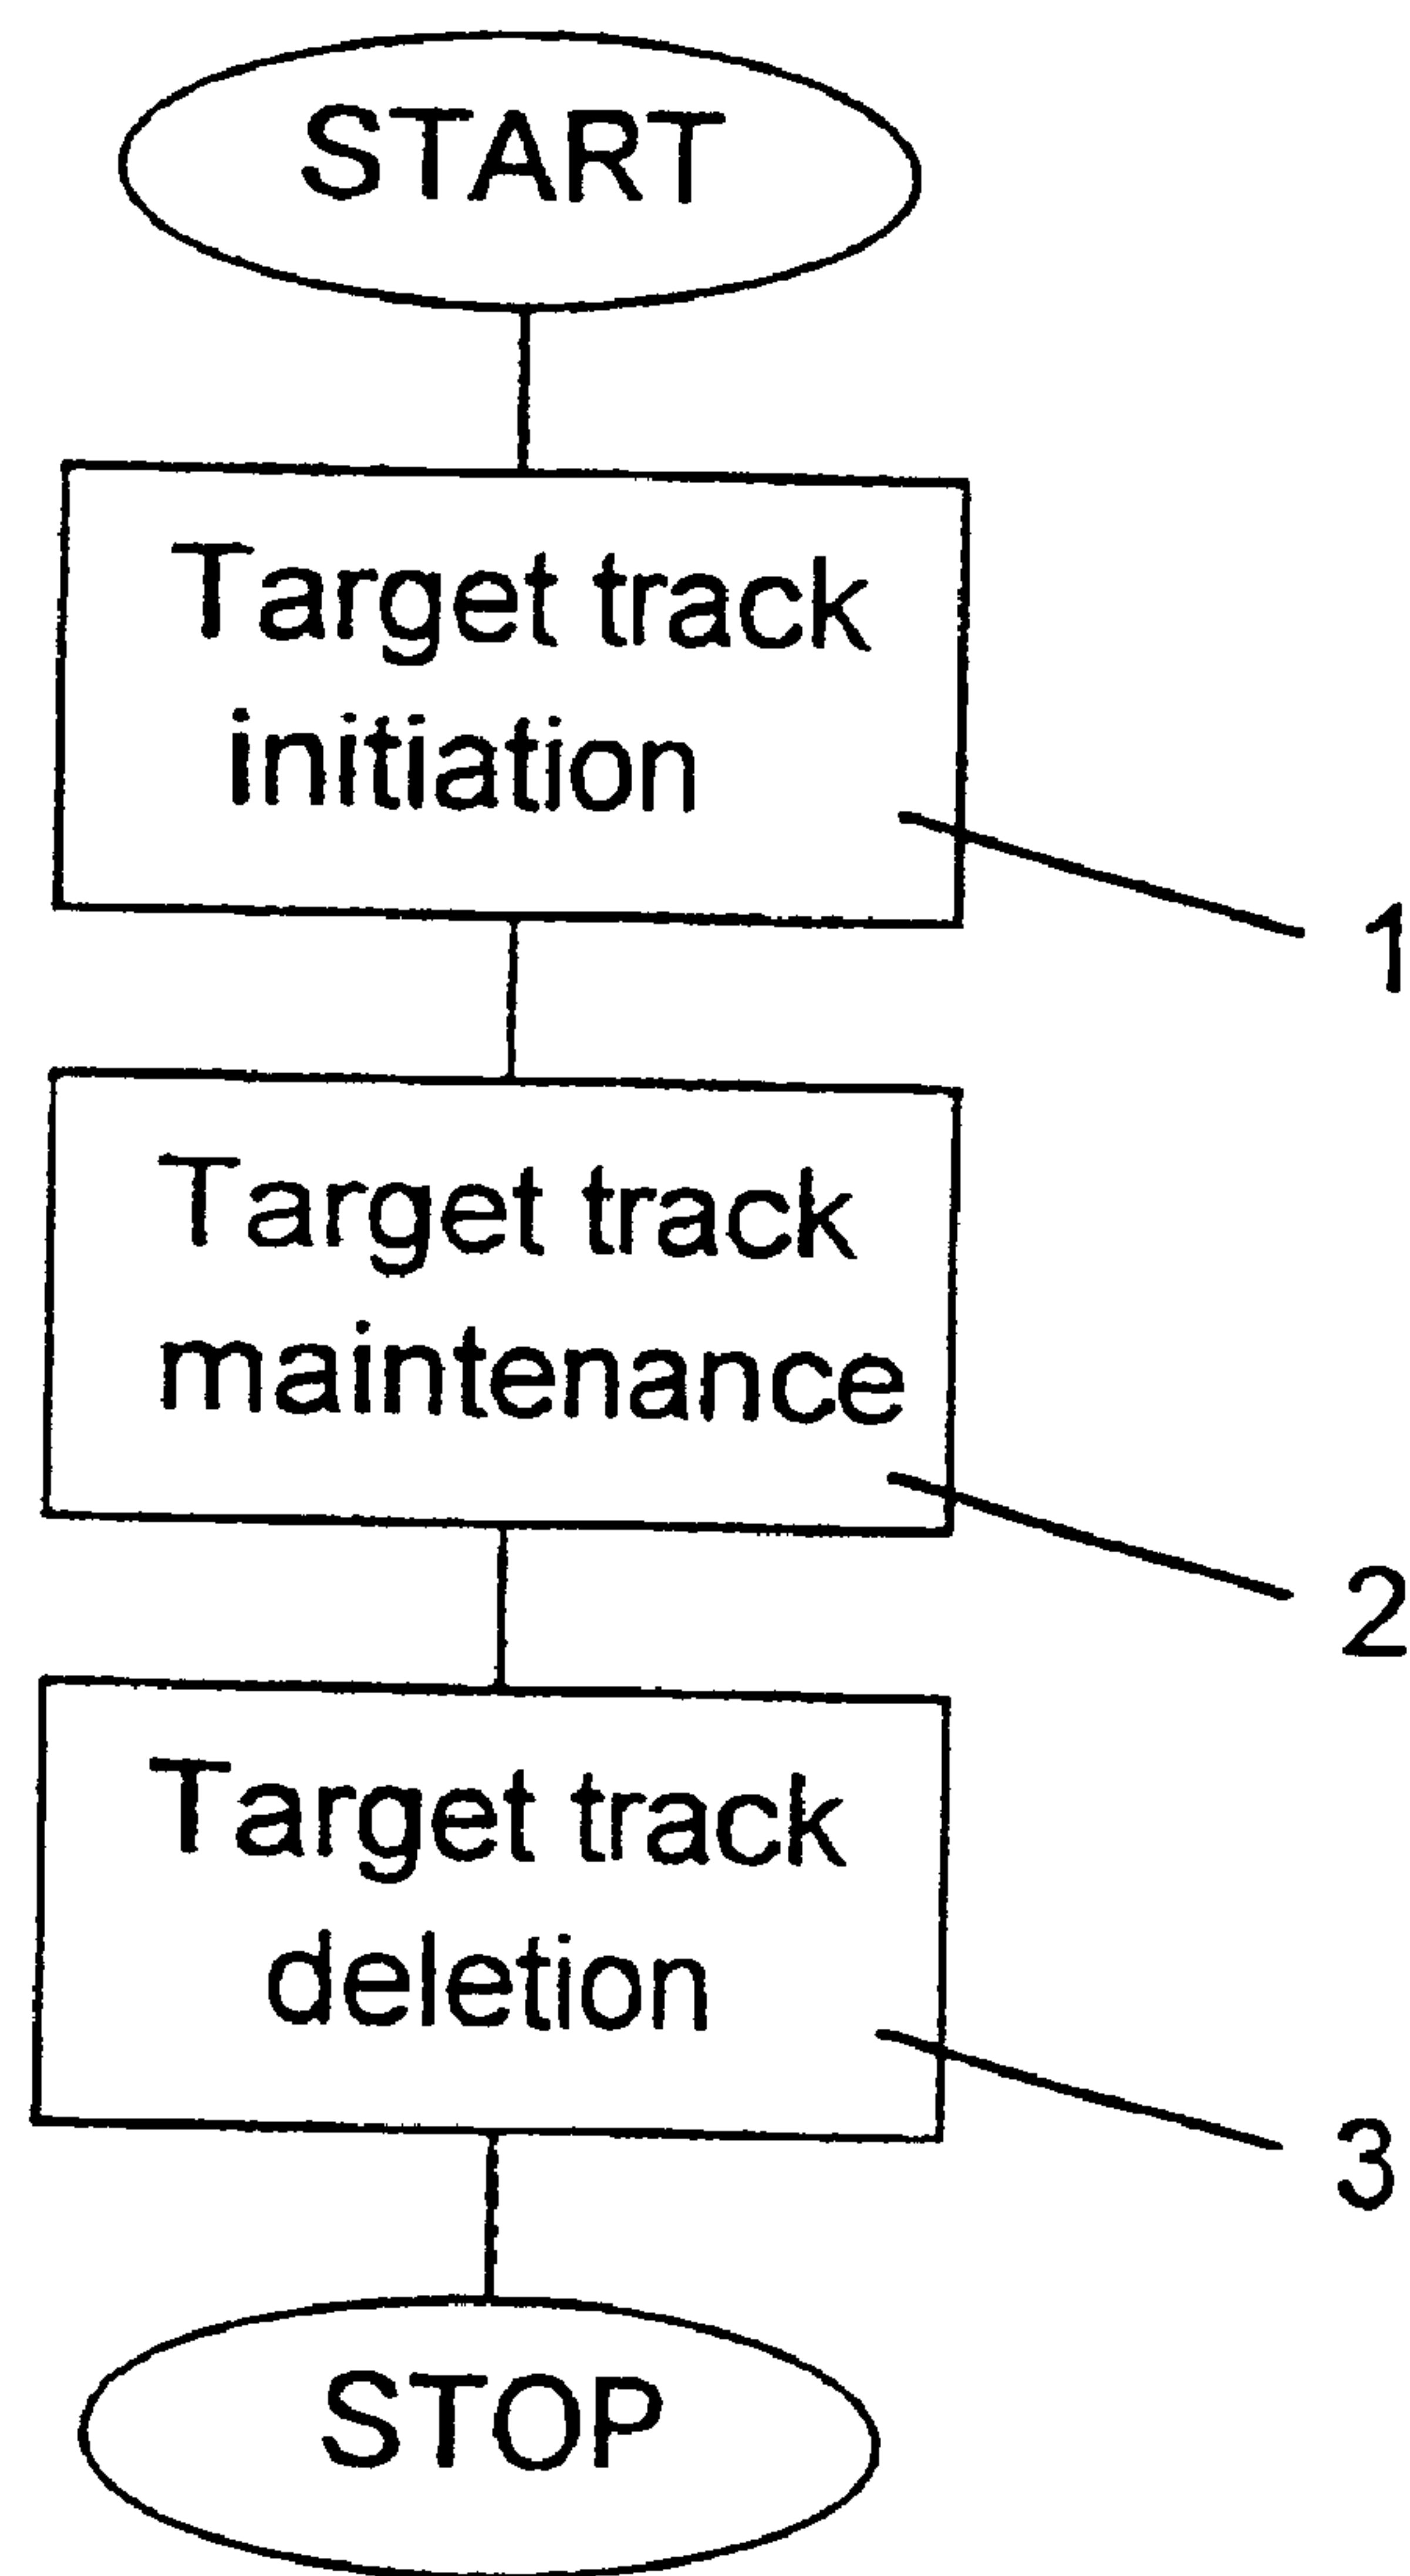 START
Target track
initiation
1
Target track
maintenance
2
Target track
deletion
3
STOP